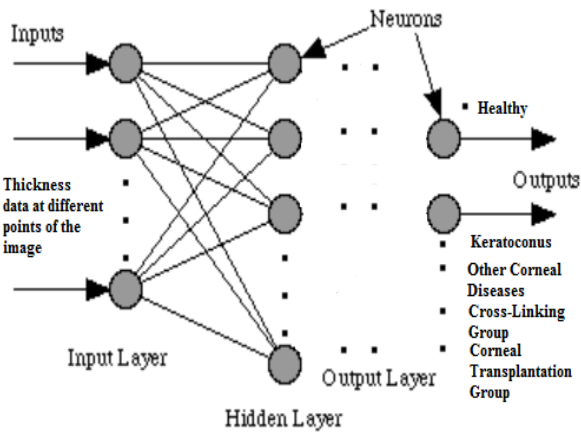 Neurons
Inputs
Healthy
Thickness
data at different
points of the
image
Outputs
Keratoconus
Other Corneal
Diseases
Cross-Linking
Group
Corneal
Transplantation
Group
Input Layer
Output Layer
Hidden Layer